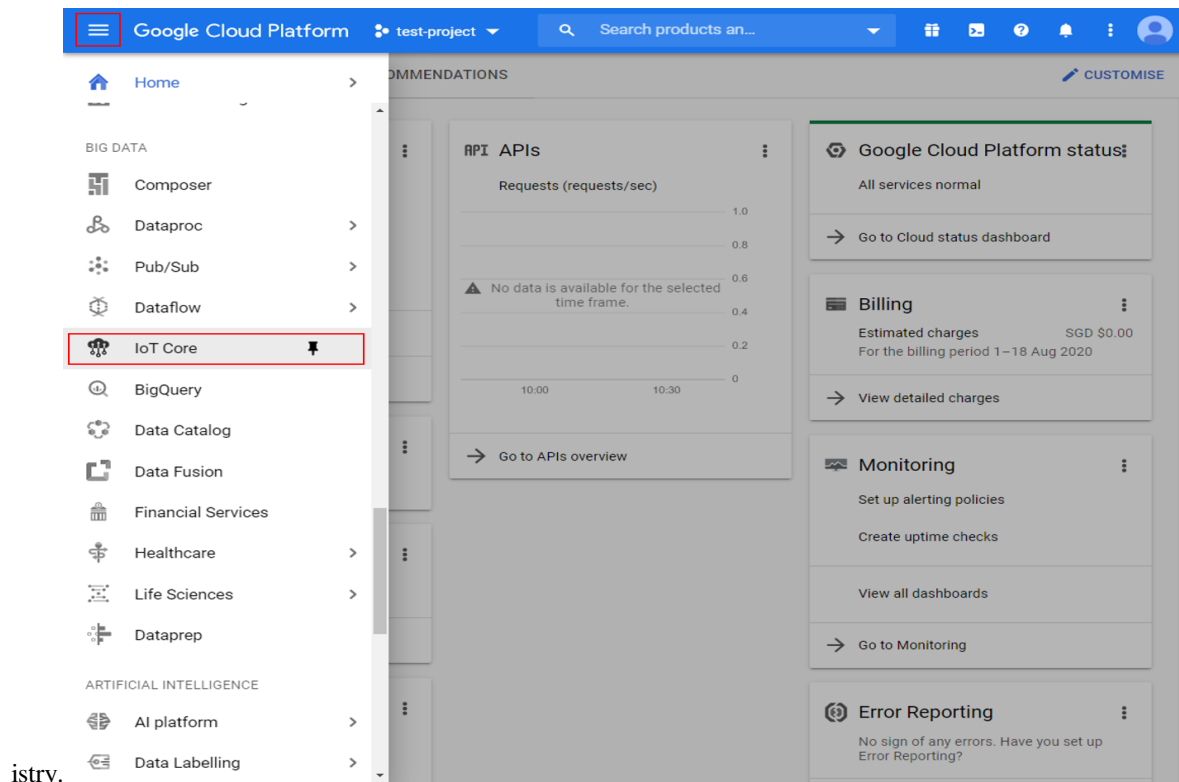 Google Cloud Platform test-project Search products an...
Home
BIG DATA
Composer
Dataproc
Pub/Sub
Dataflow
IoT Core
BigQuery
Data Catalog
Data Fusion
Financial Services
Healthcare
Life Sciences
Dataprep
ARTIFICIAL INTELLIGENCE
AI platform
Data Labelling
OMMENDATIONS
CUSTOMISE
API APIs
Requests (requests/sec)
1.0
0.8
0.6
0.4
0.2
0
No data is available for the selected
time frame.
10:00 10:30
Go to APIs overview
Google Cloud Platform status
All services normal
Go to Cloud status dashboard
Billing
Estimated charges SGD $0.00
For the billing period 1–18 Aug 2020
View detailed charges
Monitoring
Set up alerting policies
Create uptime checks
View all dashboards
Go to Monitoring
Error Reporting
No sign of any errors. Have you set up
Error Reporting?
istry.